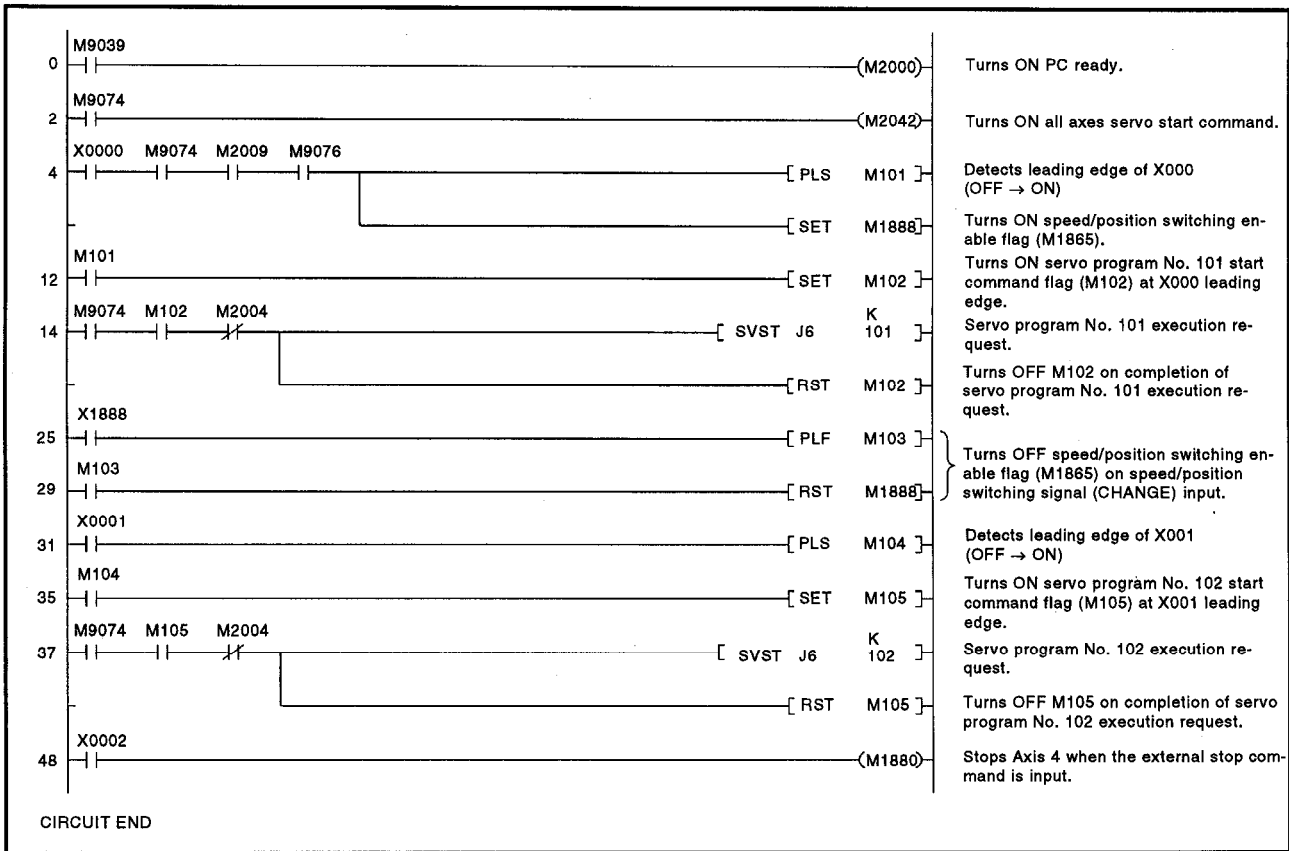 M9039
0 (M2000) Turns ON PC ready.
M9074
2 (M2042) Turns ON all axes servo start command.
X0000 M9074 M2009 M9076
4 [ PLS M101 ] Detects leading edge of X000
(OFF → ON)
[ SET M1888] Turns ON speed/position switching en-
able flag (M1865).
M101
12 [ SET M102 ] Turns ON servo program No. 101 start
command flag (M102) at X000 leading
edge.
M9074 M102 M2004 K
14 [ SVST J6 101 ] Servo program No. 101 execution re-
quest.
[ RST M102 ] Turns OFF M102 on completion of
servo program No. 101 execution re-
quest.
X1888
25 [ PLF M103 ]
M103
29 [ RST M1888]
Turns OFF speed/position switching en-
able flag (M1865) on speed/position
switching signal (CHANGE) input.
X0001
31 [ PLS M104 ] Detects leading edge of X001
(OFF → ON)
M104
35 [ SET M105 ] Turns ON servo program No. 102 start
command flag (M105) at X001 leading
edge.
M9074 M105 M2004 K
37 [ SVST J6 102 ] Servo program No. 102 execution re-
quest.
[ RST M105 ] Turns OFF M105 on completion of servo
program No. 102 execution request.
X0002
48 (M1880) Stops Axis 4 when the external stop com-
mand is input.
CIRCUIT END